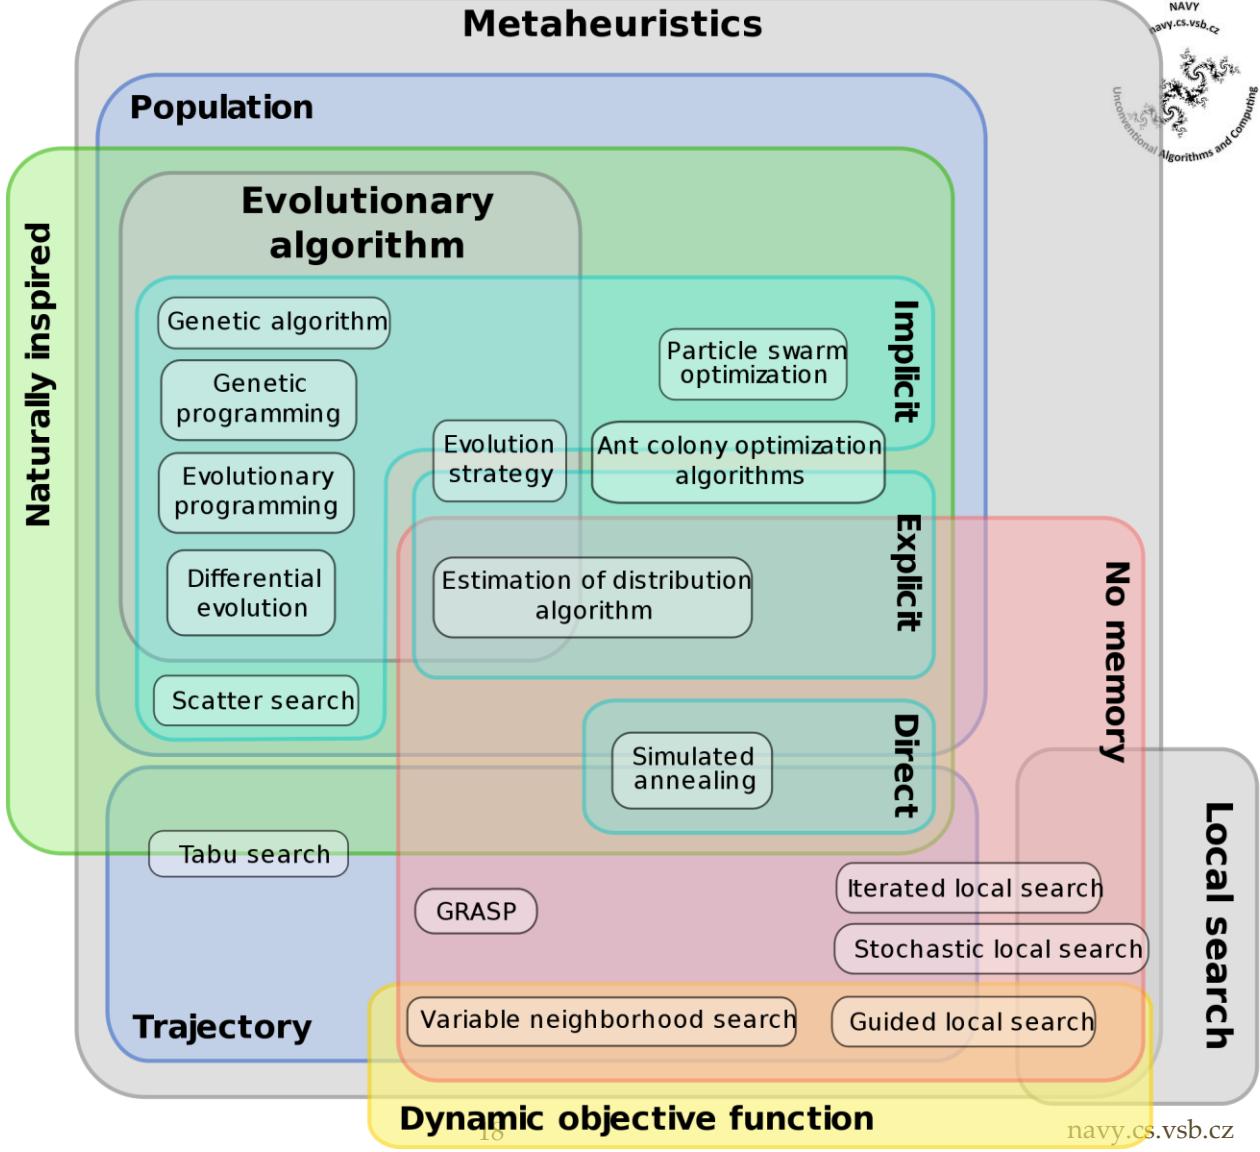 Metaheuristics
NAVY
navy.cs.vsb.cz
Unconventional Algorithms and Computing
Population
Naturally inspired
Evolutionary
algorithm
Implicit
Genetic algorithm
Particle swarm
optimization
Genetic
programming
Evolution
strategy
Ant colony optimization
algorithms
Evolutionary
programming
Explicit
No memory
Differential
evolution
Estimation of distribution
algorithm
Scatter search
Direct
Simulated
annealing
Local search
Tabu search
GRASP
Iterated local search
Stochastic local search
Trajectory
Variable neighborhood search
Guided local search
Dynamic objective function
18
navy.cs.vsb.cz